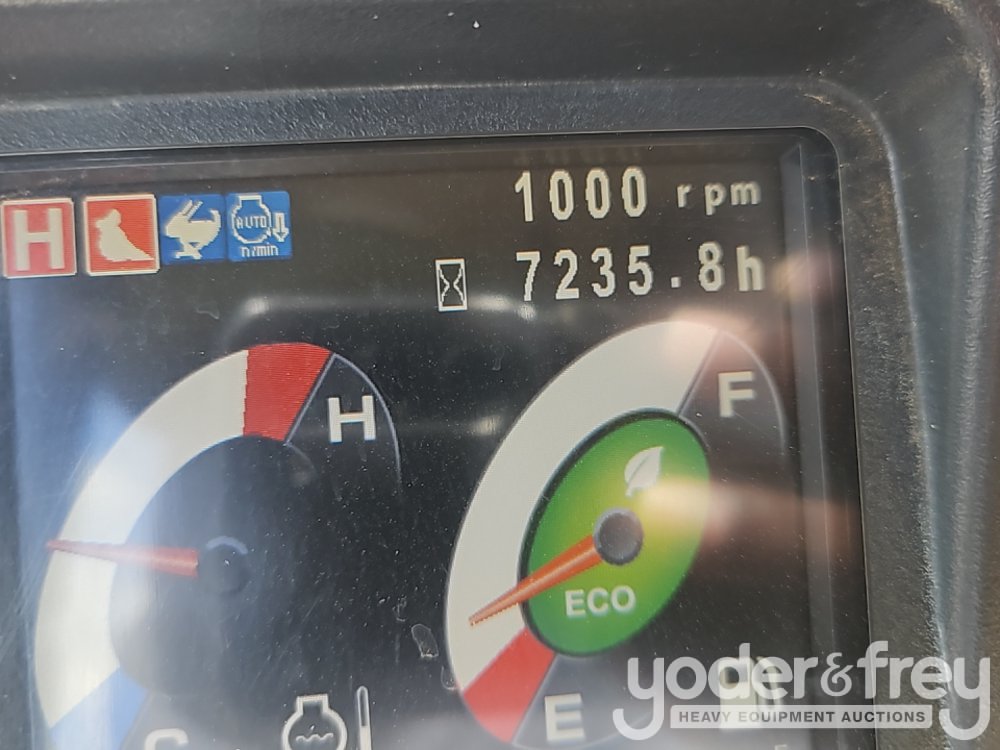 1000 rpm
H AUTO n/min
7235.8h
H
F
ECO
E
C
yoder&frey
HEAVY EQUIPMENT AUCTIONS